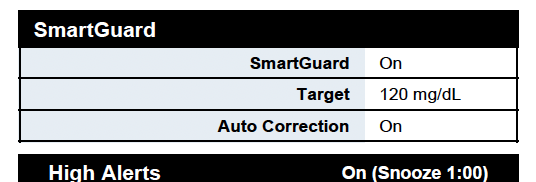 SmartGuard
SmartGuard On
Target 120 mg/dL
Auto Correction On
High Alerts On (Snooze 1:00)